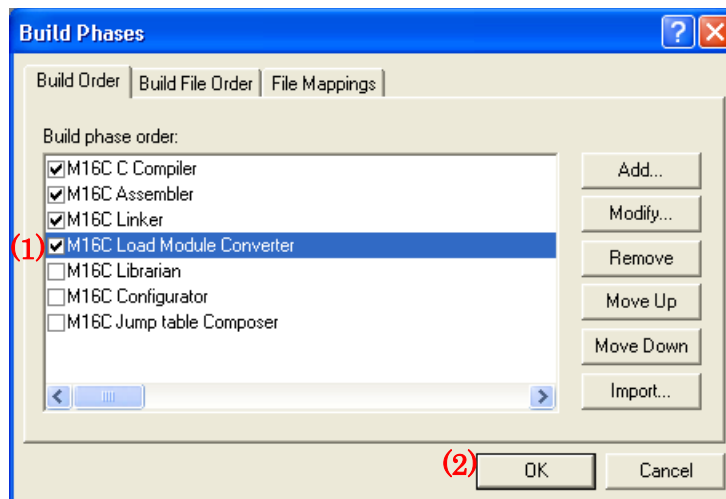 Build Phases
Build Order
Build File Order
File Mappings
Build phase order:
M16C C Compiler
M16C Assembler
M16C Linker
(1)
M16C Load Module Converter
M16C Librarian
M16C Configurator
M16C Jump table Composer
Add...
Modify...
Remove
Move Up
Move Down
Import...
(2)
OK
Cancel